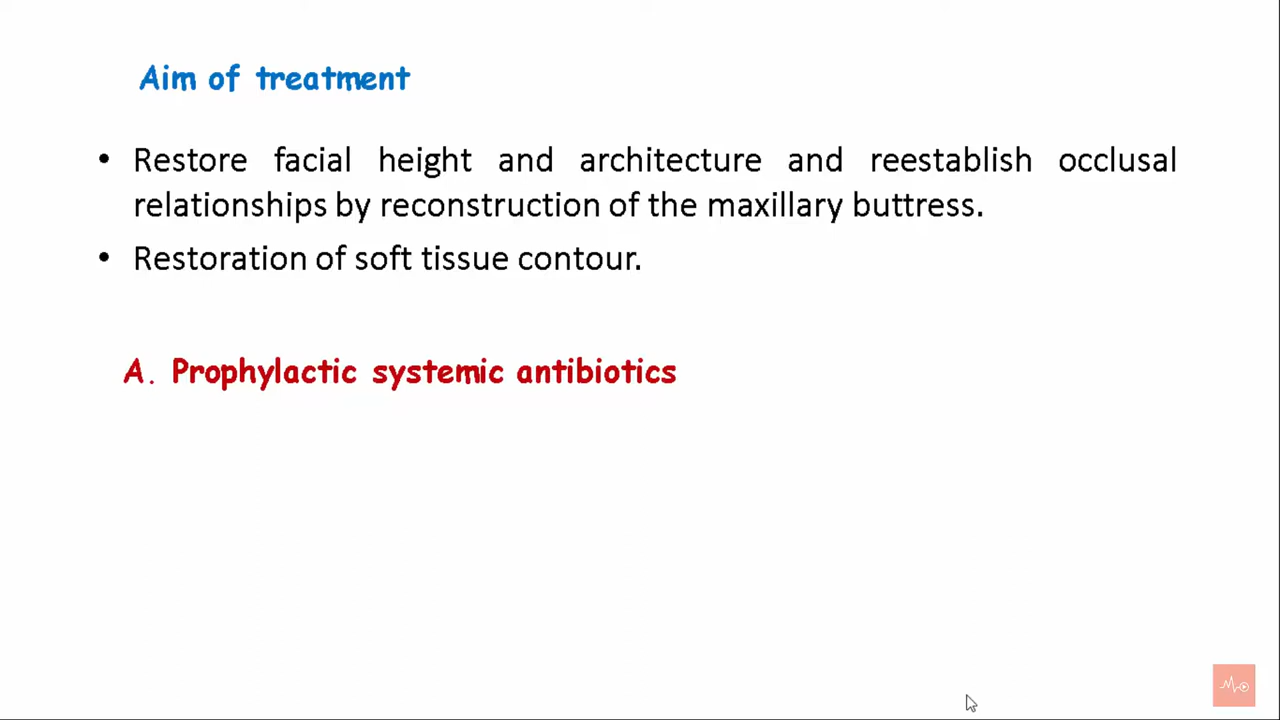 Aim of treatment
• Restore facial height and architecture and reestablish occlusal
relationships by reconstruction of the maxillary buttress.
• Restoration of soft tissue contour.
A. Prophylactic systemic antibiotics